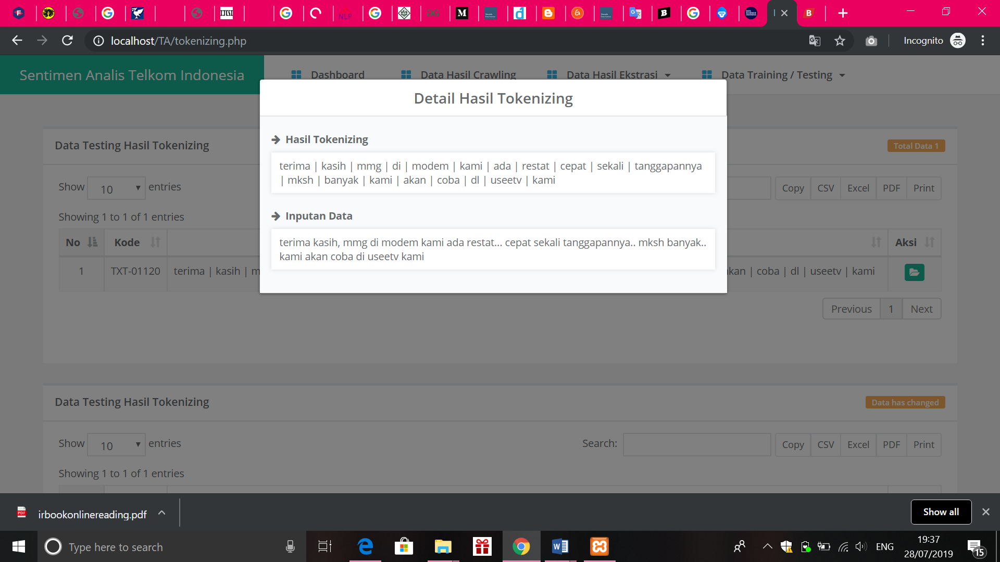 NLP
M
d
B
localhost/TA/tokenizing.php
Incognito
Sentimen Analis Telkom Indonesia
Dashboard
Data Hasil Crawling
Data Hasil Ekstrasi
Data Training / Testing
Detail Hasil Tokenizing
Hasil Tokenizing
terima | kasih | mmg | di | modem | kami | ada | restat | cepat | sekali | tanggapannya
| mksh | banyak | kami | akan | coba | dl | useetv | kami
Inputan Data
terima kasih, mmg di modem kami ada restat... cepat sekali tanggapannya.. mksh banyak..
kami akan coba di useetv kami
Data Testing Hasil Tokenizing
Total Data 1
Show 10 entries
Copy CSV Excel PDF Print
Showing 1 to 1 of 1 entries
No Kode Aksi
1 TXT-01120 terima | kasih | m kan | coba | dl | useetv | kami
Previous 1 Next
Data Testing Hasil Tokenizing
Data has changed
Show 10 entries
Search:
Copy CSV Excel PDF Print
Showing 1 to 1 of 1 entries
irbookonlinereading.pdf
Show all
Type here to search
ENG
19:37
28/07/2019
15